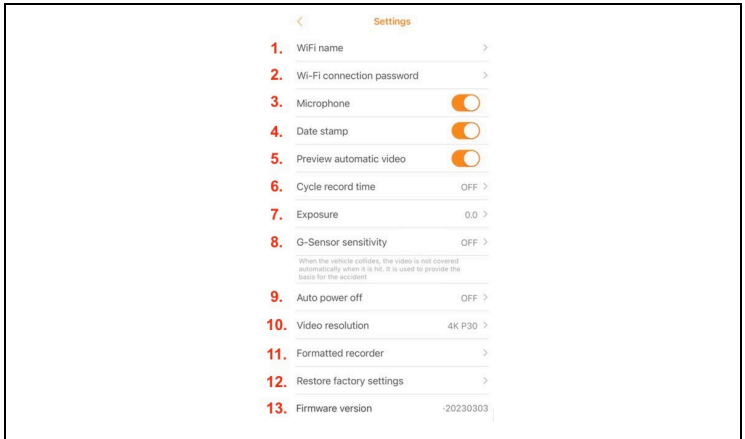 Settings
1. WiFi name
2. Wi-Fi connection password
3. Microphone
4. Date stamp
5. Preview automatic video
6. Cycle record time OFF
7. Exposure 0.0
8. G-Sensor sensitivity OFF
When the vehicle collides, the video is not covered
automatically when it is hit. It is used to provide the
basis for the accident
9. Auto power off OFF
10. Video resolution 4K P30
11. Formatted recorder
12. Restore factory settings
13. Firmware version -20230303